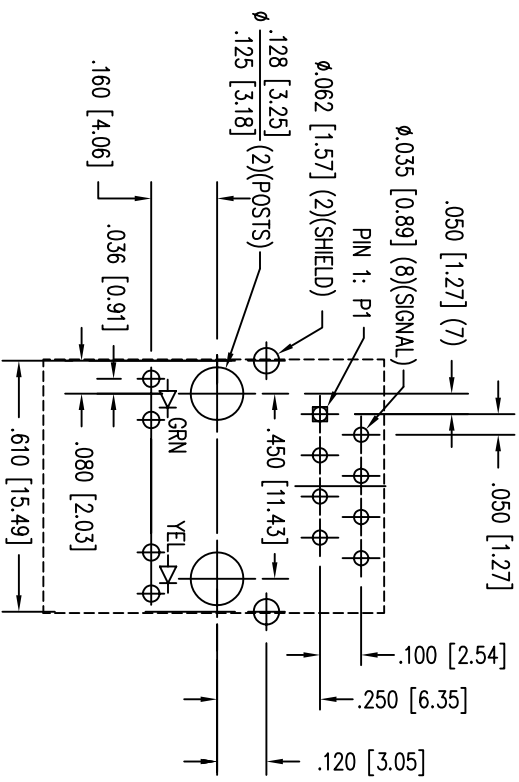 .050 [1.27] (7)
.050 [1.27]
ø.035 [0.89] (8)(SIGNAL)
PIN 1: P1
ø.062 [1.57] (2)(SHIELD)
ø .128 [3.25]
.125 [3.18] (2)(POSTS)
.160 [4.06]
.036 [0.91]
GRN
YEL
.450 [11.43]
.080 [2.03]
.610 [15.49]
.100 [2.54]
.250 [6.35]
.120 [3.05]